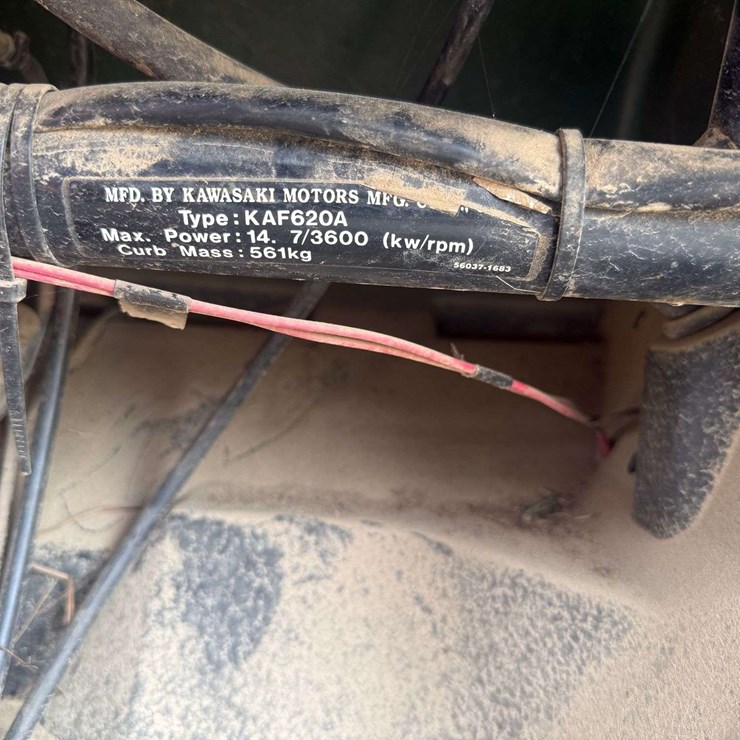 MFD. BY KAWASAKI MOTORS MFG.
Type : KAF620A
Max. Power : 14. 7/3600 (kw/rpm)
Curb Mass : 561kg
56037-1683